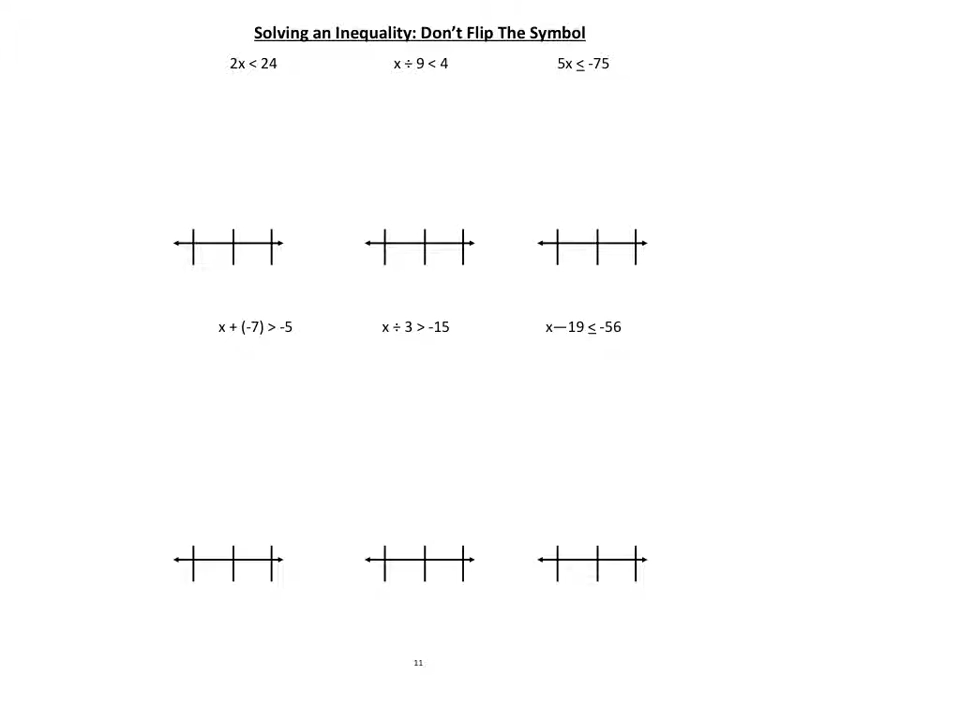 Solving an Inequality: Don’t Flip The Symbol
2x < 24 x ÷ 9 < 4 5x ≤ -75
x + (-7) > -5 x ÷ 3 > -15 x—19 ≤ -56
11